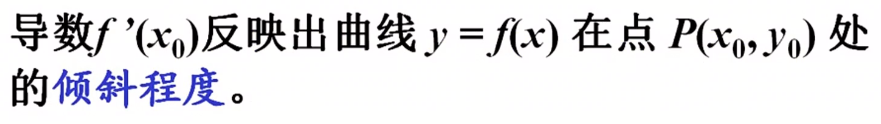 导数f ’(x₀)反映出曲线 y = f(x) 在点 P(x₀, y₀) 处
的倾斜程度。